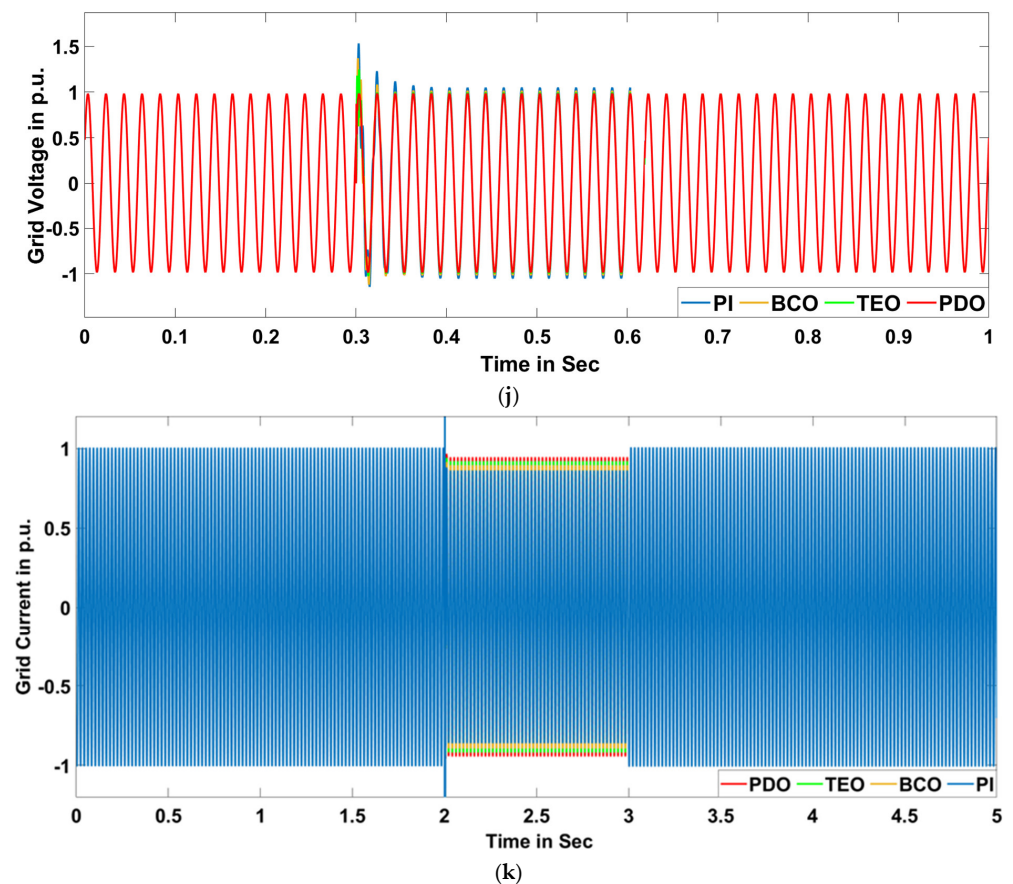 Grid Voltage in p.u.
1.5
1
0.5
0
-0.5
-1
PI BCO TEO PDO
0 0.1 0.2 0.3 0.4 0.5 0.6 0.7 0.8 0.9 1
Time in Sec
(j)
Grid Current in p.u.
1
0.5
0
-0.5
-1
PDO TEO BCO PI
0 0.5 1 1.5 2 2.5 3 3.5 4 4.5 5
Time in Sec
(k)